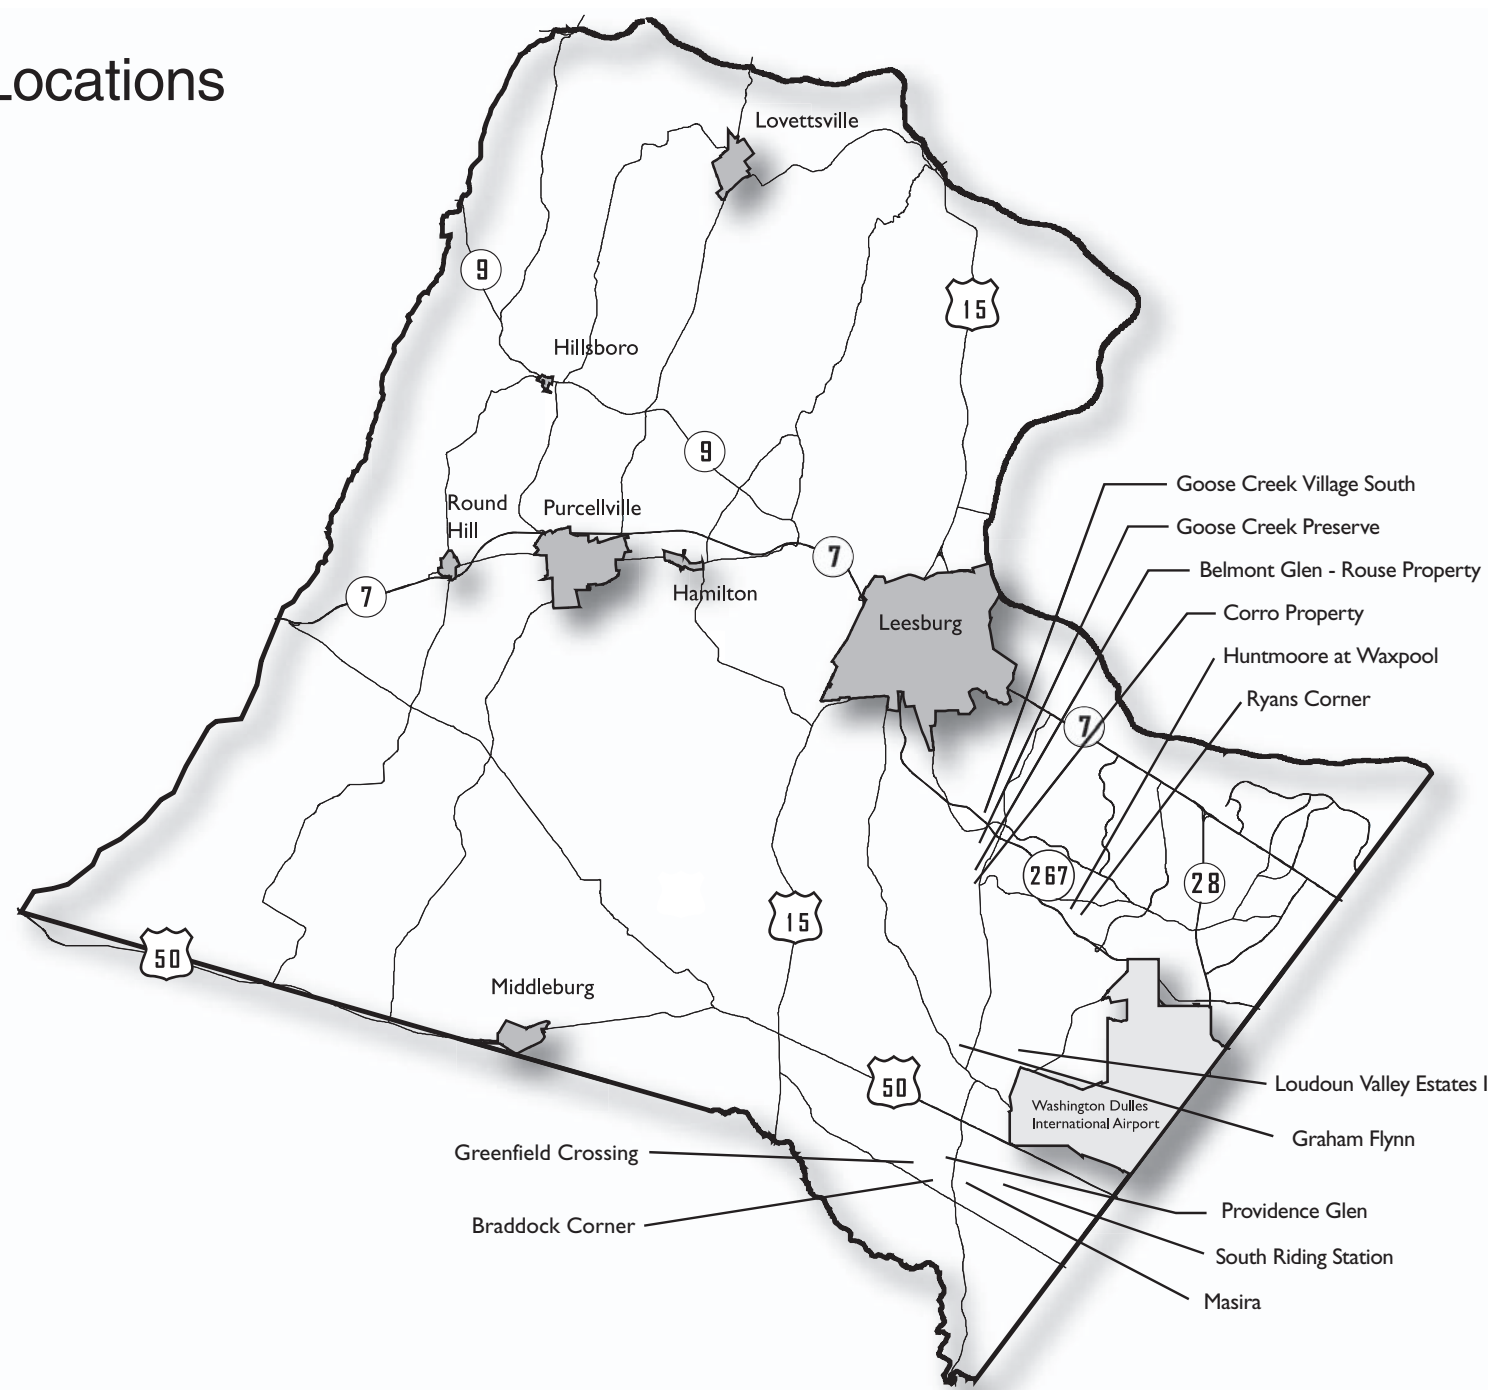 Locations
Lovettsville
9
15
Hillsboro
9
Goose Creek Village South
Round
Hill
Purcellville
Goose Creek Preserve
7
Belmont Glen - Rouse Property
7
Hamilton
Leesburg
Corro Property
Huntmoore at Waxpool
Ryans Corner
7
267
28
15
50
Middleburg
50
Loudoun Valley Estates I
Washington Dulles
International Airport
Graham Flynn
Greenfield Crossing
Providence Glen
Braddock Corner
South Riding Station
Masira